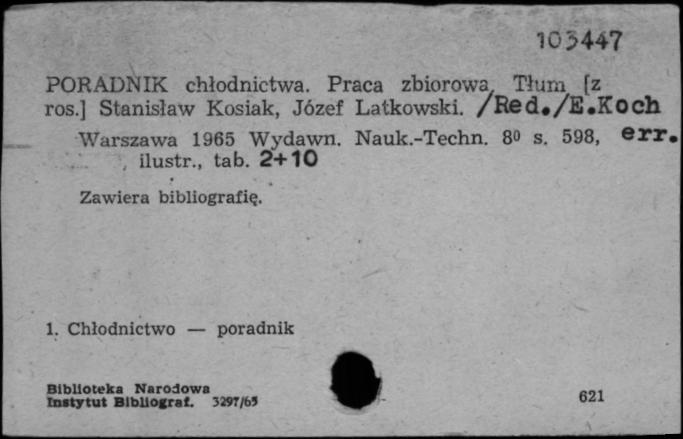 103447
PORADNIK chłodnictwa. Praca zbiorowa Tłum [z
ros.] Stanisław Kosiak, Józef Latkowski. /Red./E.Koch
Warszawa 1965 Wydawn. Nauk.-Techn. 8⁰ s. 598, err.
ilustr., tab. 2+10
Zawiera bibliografię.
1. Chłodnictwo — poradnik
Biblioteka Narodowa
Instytut Bibliograf. 3297/65
621